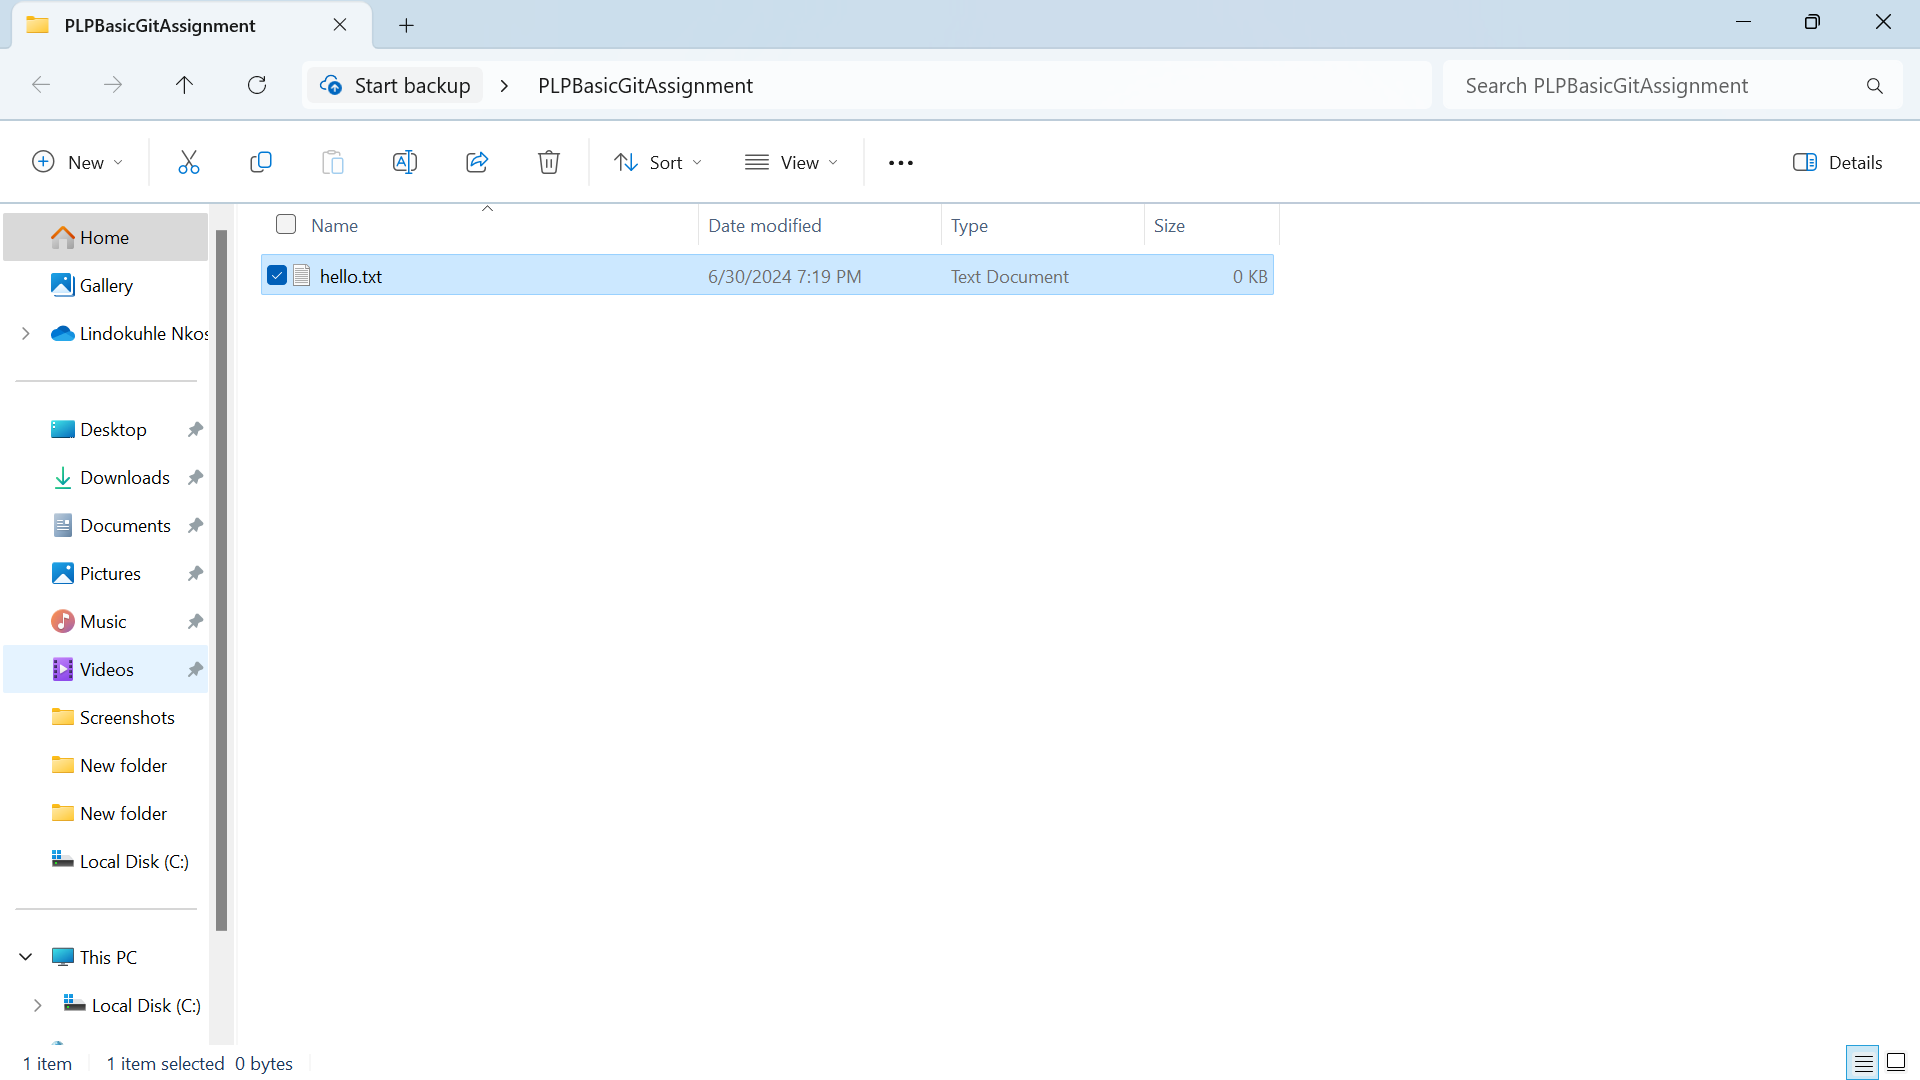 PLPBasicGitAssignment
Start backup > PLPBasicGitAssignment
Search PLPBasicGitAssignment
New
Sort
View
Details
Name Date modified Type Size
hello.txt 6/30/2024 7:19 PM Text Document 0 KB
Home
Gallery
Lindokuhle Nkos
Desktop
Downloads
Documents
Pictures
Music
Videos
Screenshots
New folder
New folder
Local Disk (C:)
This PC
Local Disk (C:)
1 item 1 item selected 0 bytes